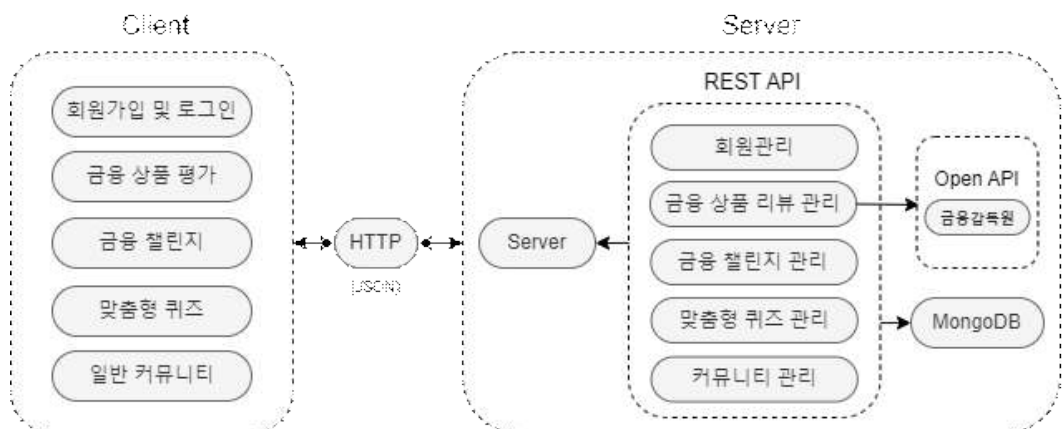 Client
회원가입 및 로그인
금융 상품 평가
금융 챌린지
맞춤형 퀴즈
일반 커뮤니티
HTTP
(JSON)
Server
Server
REST API
회원관리
금융 상품 리뷰 관리
금융 챌린지 관리
맞춤형 퀴즈 관리
커뮤니티 관리
Open API
금융감독원
MongoDB